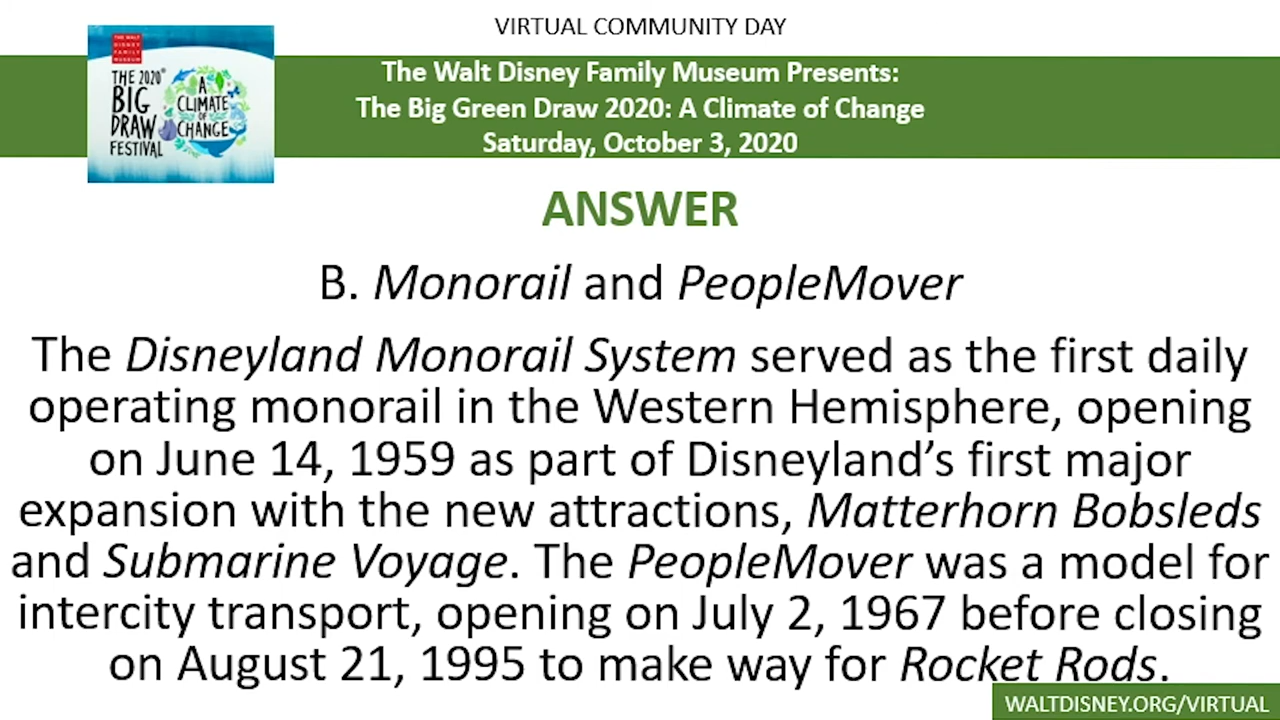 VIRTUAL COMMUNITY DAY
THE WALT
DISNEY
FAMILY
MUSEUM
THE 2020
BIG
DRAW
FESTIVAL
A
CLIMATE
OF
CHANGE
The Walt Disney Family Museum Presents:
The Big Green Draw 2020: A Climate of Change
Saturday, October 3, 2020
ANSWER
B. Monorail and PeopleMover
The Disneyland Monorail System served as the first daily
operating monorail in the Western Hemisphere, opening
on June 14, 1959 as part of Disneyland’s first major
expansion with the new attractions, Matterhorn Bobsleds
and Submarine Voyage. The PeopleMover was a model for
intercity transport, opening on July 2, 1967 before closing
on August 21, 1995 to make way for Rocket Rods.
WALTDISNEY.ORG/VIRTUAL